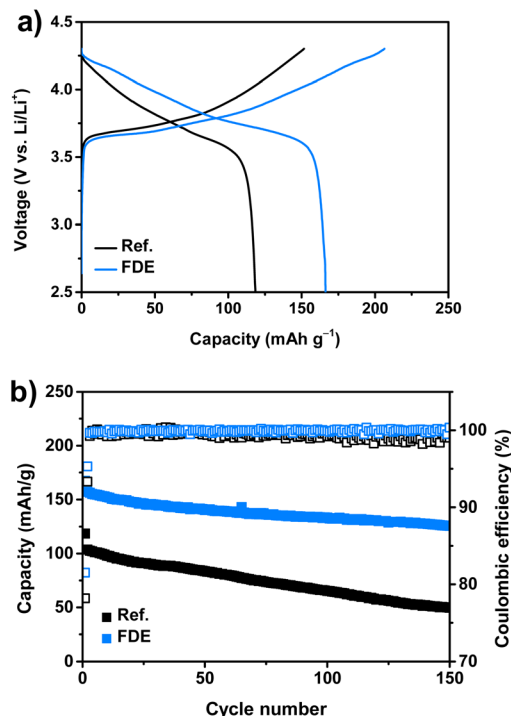 a)
4.5
4.0
3.5
3.0
2.5
Voltage (V vs. Li/Li⁺)
Ref.
FDE
0
50
100
150
200
250
Capacity (mAh g⁻¹)
b)
250
200
150
100
50
0
Capacity (mAh/g)
100
90
80
70
Coulombic efficiency (%)
Ref.
FDE
0
50
100
150
Cycle number